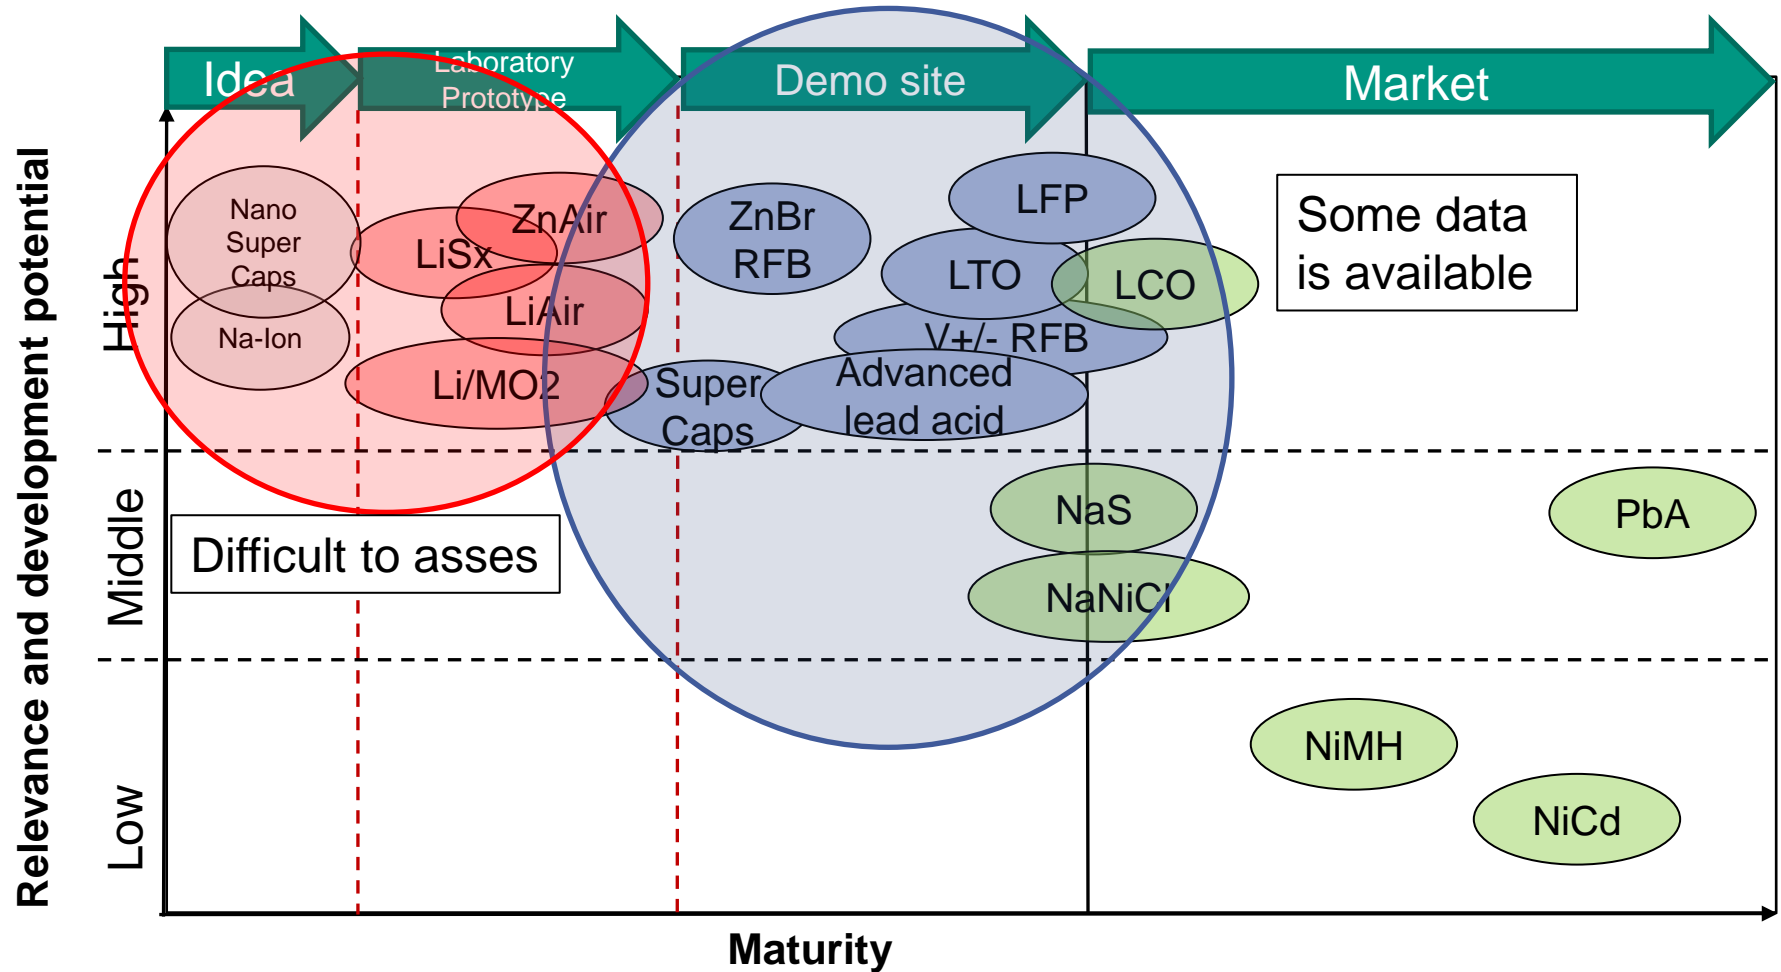 Idea
Laboratory
Prototype
Demo site
Market
Relevance and development potential
High
Middle
Low
Nano
Super
Caps
Na-Ion
LiSx
ZnAir
LiAir
Li/MO2
ZnBr
RFB
LFP
LTO
LCO
V+/- RFB
Super
Caps
Advanced
lead acid
Some data
is available
Difficult to asses
NaS
NaNiCl
PbA
NiMH
NiCd
Maturity